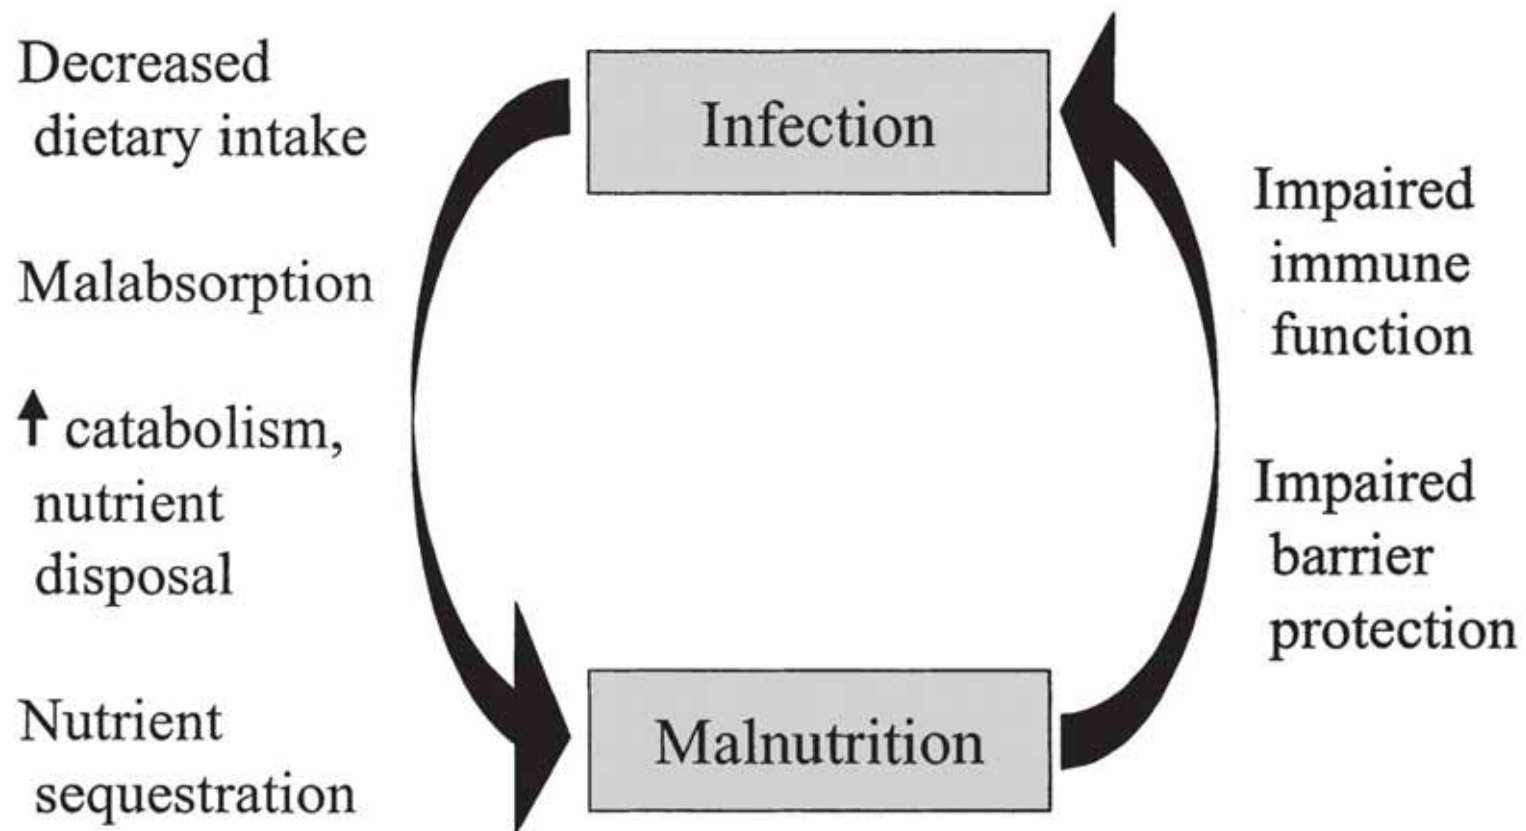 Decreased
dietary intake
Malabsorption
↑ catabolism,
nutrient
disposal
Nutrient
sequestration
Infection
Malnutrition
Impaired
immune
function
Impaired
barrier
protection